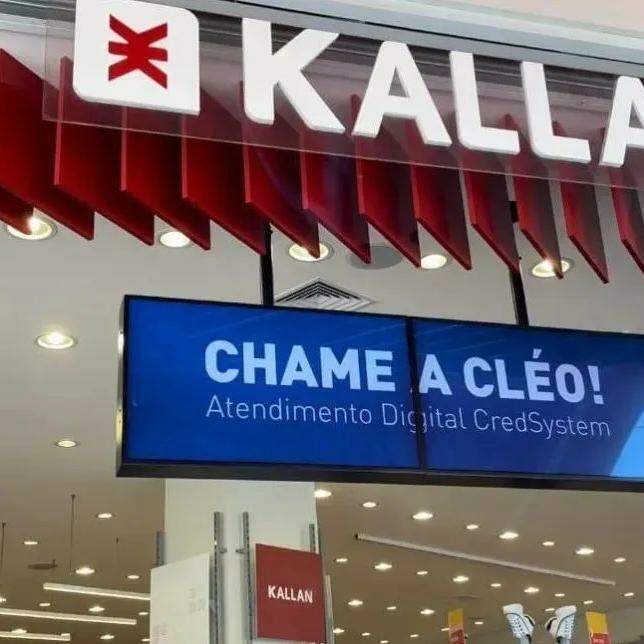 KALLA
CHAME A CLÉO!
Atendimento Digital CredSystem
KALLAN